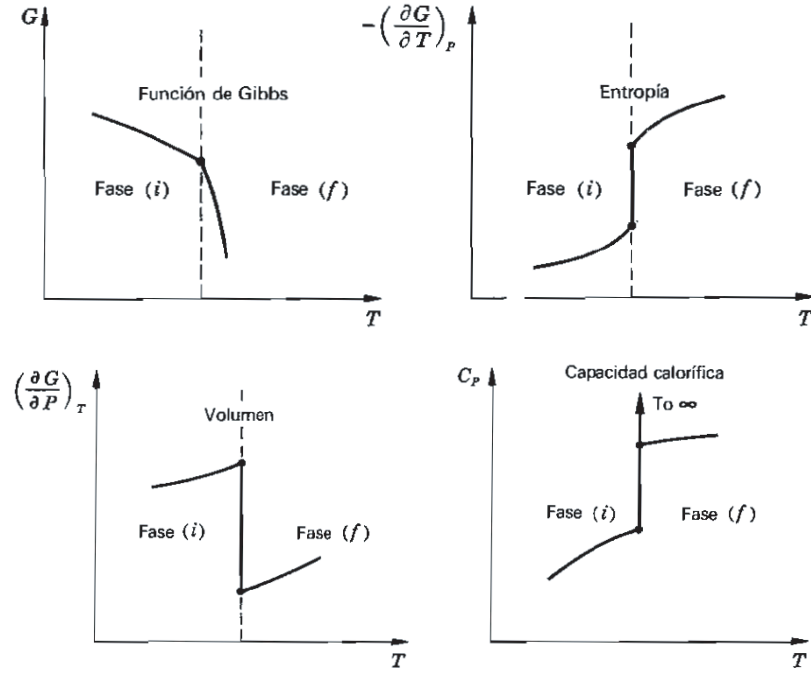 G
Función de Gibbs
Fase (i)
Fase (f)
T
−(∂G/∂T)_P
Entropía
Fase (i)
Fase (f)
T
(∂G/∂P)_T
Volumen
Fase (i)
Fase (f)
T
C_P
Capacidad calorífica
To ∞
Fase (i)
Fase (f)
T